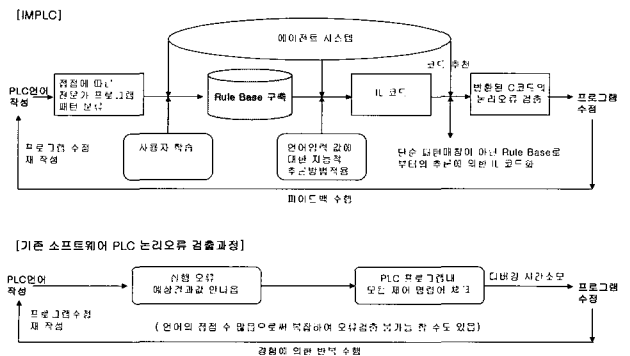 [IMPLC]
에이전트 시스템
코드 추천
PLC언어
작성
접점에 따른
전문가 프로그램
패턴 분류
Rule Base 구축
IL 코드
변환된 C코드의
논리오류 검출
프로그램
수정
프로그램 수정
재 작성
사용자 학습
언어입력 값에
대한 지능적
추론방법적용
단순 패턴매칭이 아닌 Rule Base로
부터의 추론에 의한 IL 코드화
피이드백 수행
[기존 소프트웨어 PLC 논리오류 검출과정]
PLC언어
작성
실행 오류
예상결과값 안나옴
PLC 프로그램내
모든 제어 명령어 체크
디버깅 시간소모
프로그램
수정
프로그램수정
재 작성
( 언어의 접점 수 많음으로써 복잡하여 오류검출 불가능 할 수도 있음)
경험에 의한 반복 수행